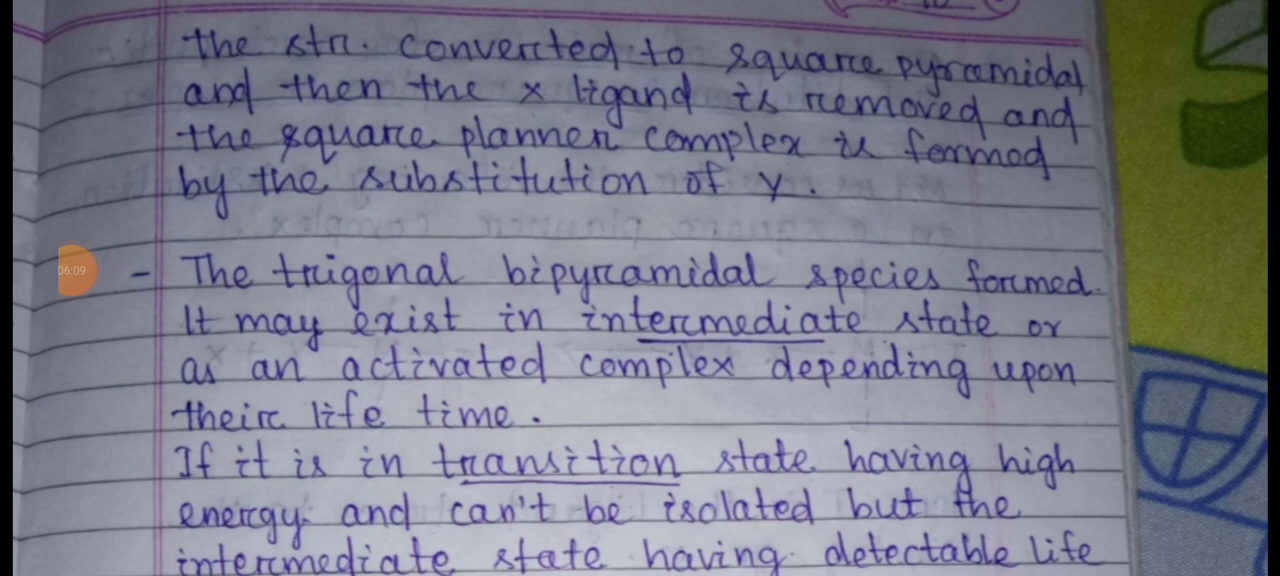 the str. converted to square pyramidal
and then the x ligand is removed and
the square planner complex is formed
by the substitution of y.
- The trigonal bipyramidal species formed.
06:09
It may exist in intermediate state or
as an activated complex depending upon
their life time.
If it is in transition state having high
energy and can't be isolated but the
intermediate state having detectable life